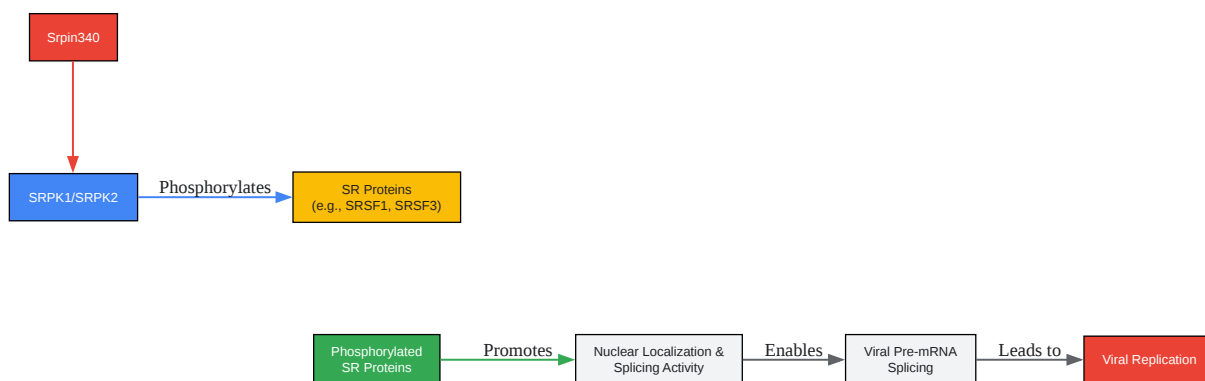 Srpin340
SRPK1/SRPK2
Phosphorylates
SR Proteins
(e.g., SRSF1, SRSF3)
Phosphorylated
SR Proteins
Promotes
Nuclear Localization &
Splicing Activity
Enables
Viral Pre-mRNA
Splicing
Leads to
Viral Replication